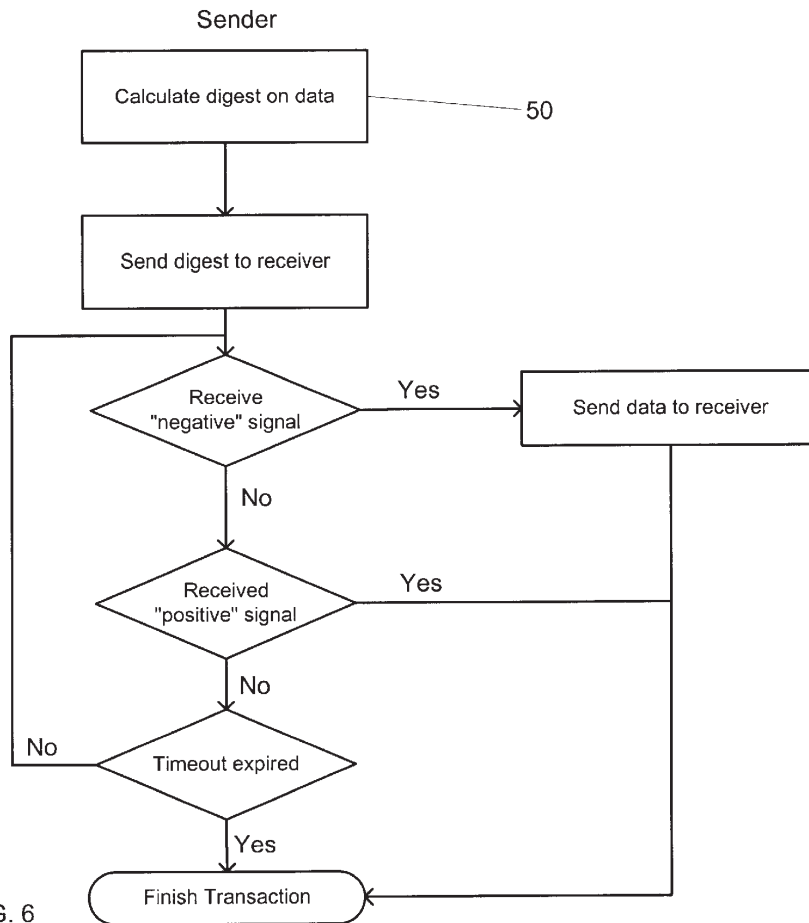 Sender
Calculate digest on data
50
Send digest to receiver
Receive
"negative" signal
Yes
Send data to receiver
No
Received
"positive" signal
Yes
No
No
Timeout expired
Yes
Finish Transaction
G. 6